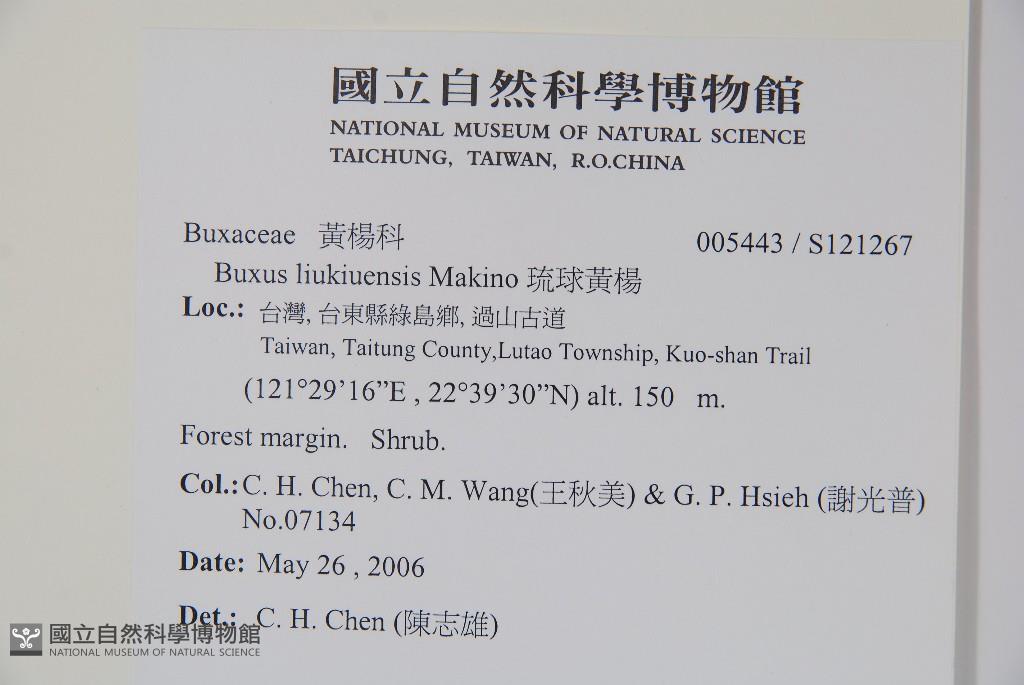 國立自然科學博物館
NATIONAL MUSEUM OF NATURAL SCIENCE
TAICHUNG, TAIWAN, R.O.CHINA
Buxaceae 黃楊科 005443 / S121267
Buxus liukiuensis Makino 琉球黃楊
Loc.: 台灣, 台東縣綠島鄉, 過山古道
Taiwan, Taitung County,Lutao Township, Kuo-shan Trail
(121°29’16”E , 22°39’30”N) alt. 150 m.
Forest margin. Shrub.
Col.: C. H. Chen, C. M. Wang(王秋美) & G. P. Hsieh (謝光普)
No.07134
Date: May 26 , 2006
Det.: C. H. Chen (陳志雄)
國立自然科學博物館
NATIONAL MUSEUM OF NATURAL SCIENCE